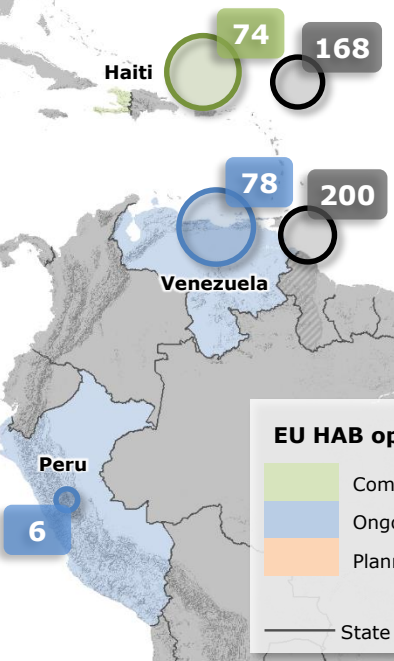 74
168
Haiti
78
200
Venezuela
Peru
6
EU HAB op
Com
Ongo
Plann
State